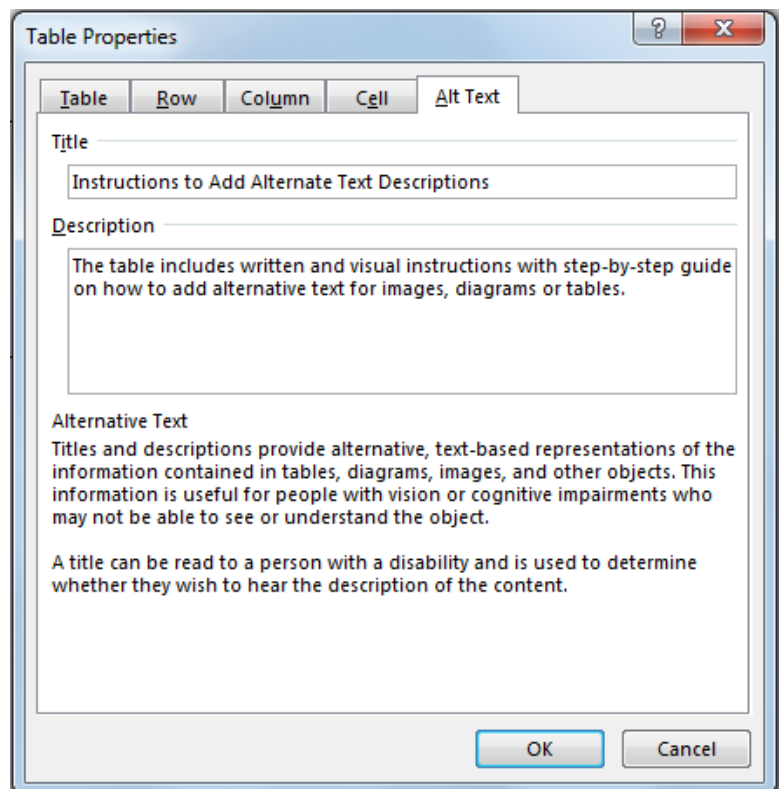 Table Properties
Table Row Column Cell Alt Text
Title
Instructions to Add Alternate Text Descriptions
Description
The table includes written and visual instructions with step-by-step guide
on how to add alternative text for images, diagrams or tables.
Alternative Text
Titles and descriptions provide alternative, text-based representations of the
information contained in tables, diagrams, images, and other objects. This
information is useful for people with vision or cognitive impairments who
may not be able to see or understand the object.
A title can be read to a person with a disability and is used to determine
whether they wish to hear the description of the content.
OK Cancel